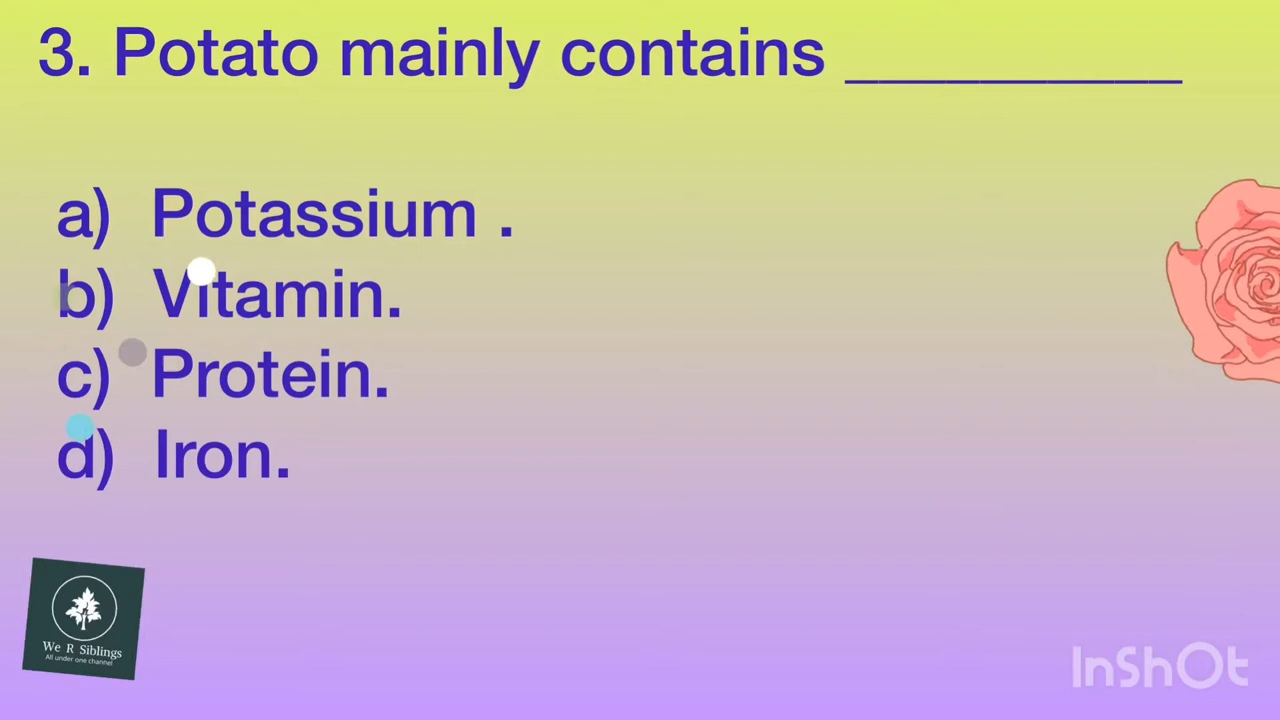 3. Potato mainly contains __________
a) Potassium .
b) Vitamin.
c) Protein.
d) Iron.
We R Siblings
All under one channel
InShOt